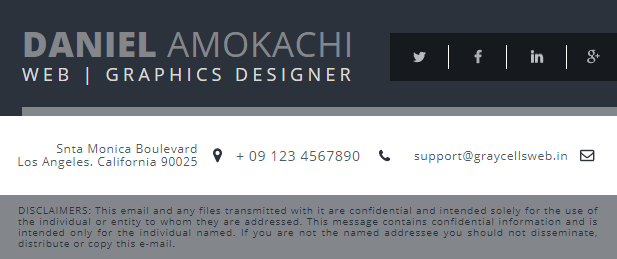 DANIEL AMOKACHI
WEB | GRAPHICS DESIGNER
Snta Monica Boulevard
Los Angeles. California 90025
+ 09 123 4567890
support@graycellsweb.in
DISCLAIMERS: This email and any files transmitted with it are confidential and intended solely for the use of
the individual or entity to whom they are addressed. This message contains confidential information and is
intended only for the individual named. If you are not the named addressee you should not disseminate,
distribute or copy this e-mail.